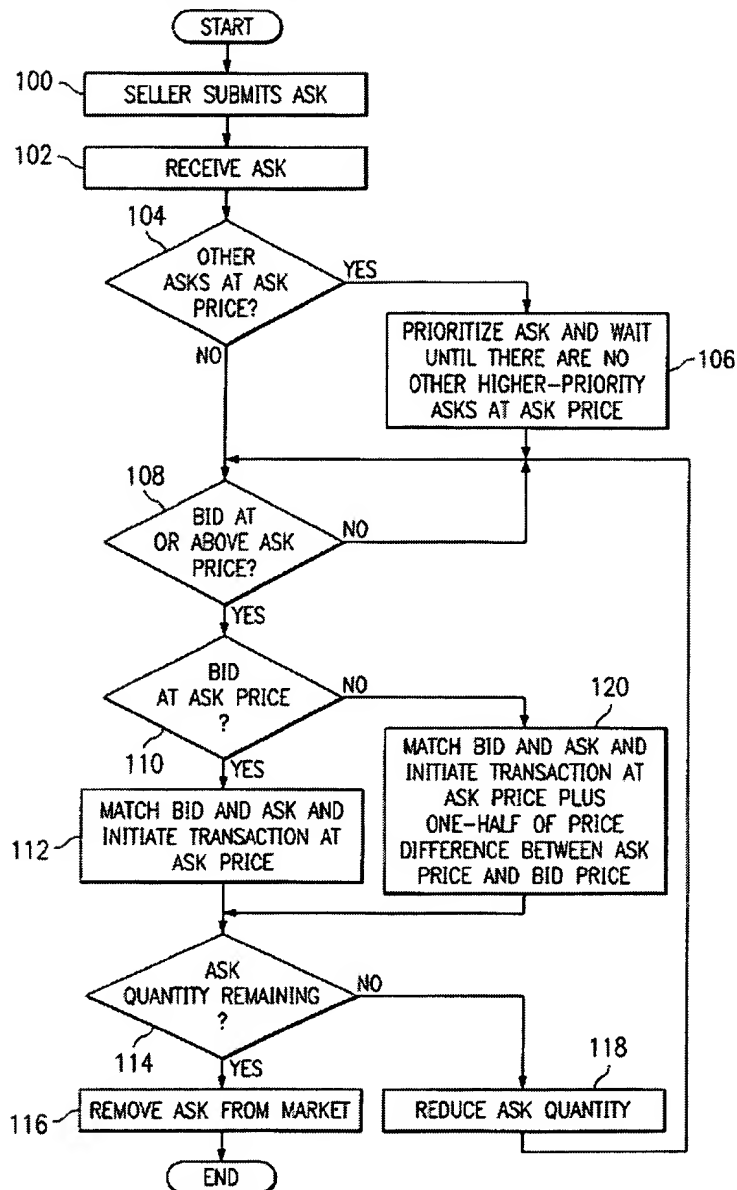 START
100
SELLER SUBMITS ASK
102
RECEIVE ASK
104
OTHER
ASKS AT ASK
PRICE?
YES
NO
PRIORITIZE ASK AND WAIT
UNTIL THERE ARE NO
OTHER HIGHER-PRIORITY
ASKS AT ASK PRICE
106
108
BID AT
OR ABOVE ASK
PRICE?
NO
YES
BID
AT ASK PRICE
?
NO
110
YES
120
MATCH BID AND ASK AND
INITIATE TRANSACTION AT
ASK PRICE PLUS
ONE-HALF OF PRICE
DIFFERENCE BETWEEN ASK
PRICE AND BID PRICE
112
MATCH BID AND ASK AND
INITIATE TRANSACTION AT
ASK PRICE
ASK
QUANTITY REMAINING
?
NO
114
YES
118
116
REMOVE ASK FROM MARKET
REDUCE ASK QUANTITY
END